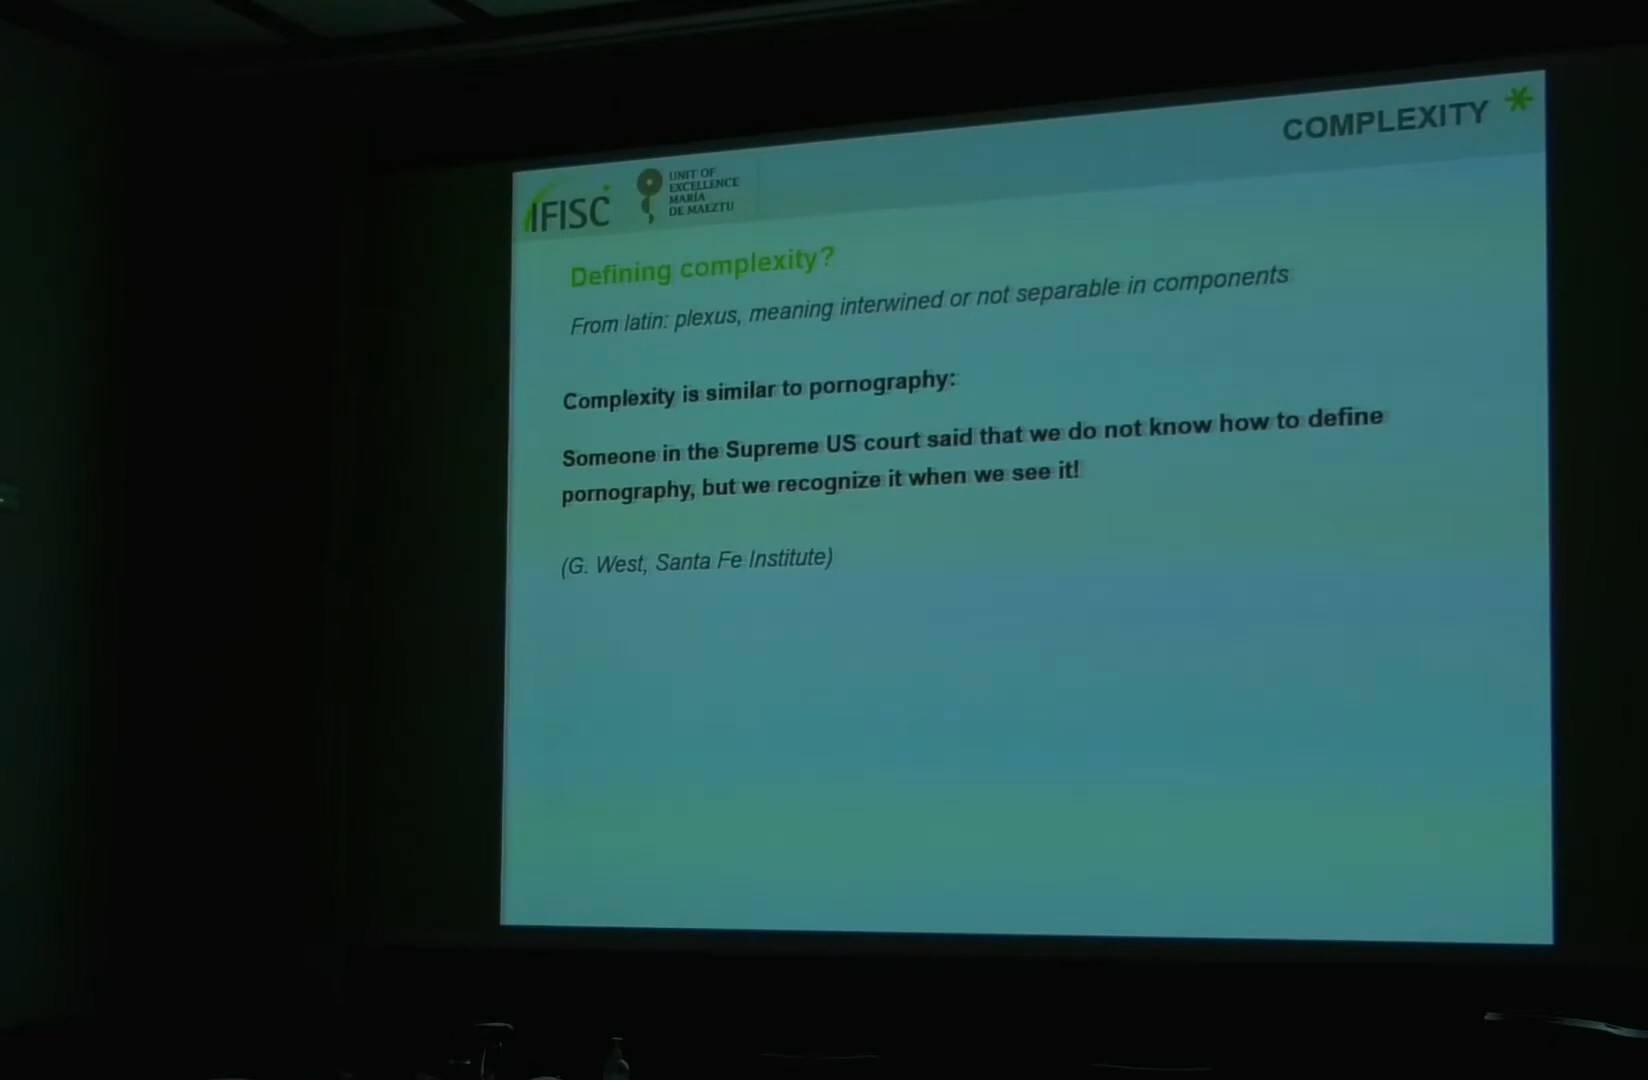 COMPLEXITY *
IFISC
UNIT OF
EXCELLENCE
MARÍA
DE MAEZTU
Defining complexity?
From latin: plexus, meaning interwined or not separable in components
Complexity is similar to pornography:
Someone in the Supreme US court said that we do not know how to define
pornography, but we recognize it when we see it!
(G. West, Santa Fe Institute)